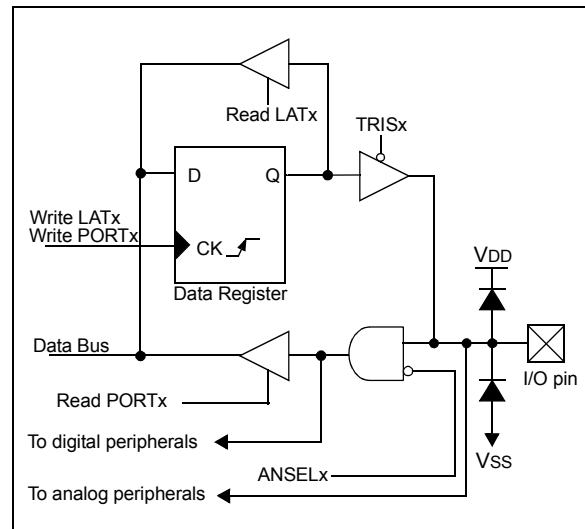 Read LATx
TRISx
D
Q
Write LATx
Write PORTx
CK
Data Register
VDD
Data Bus
I/O pin
Read PORTx
To digital peripherals
ANSELx
VSS
To analog peripherals